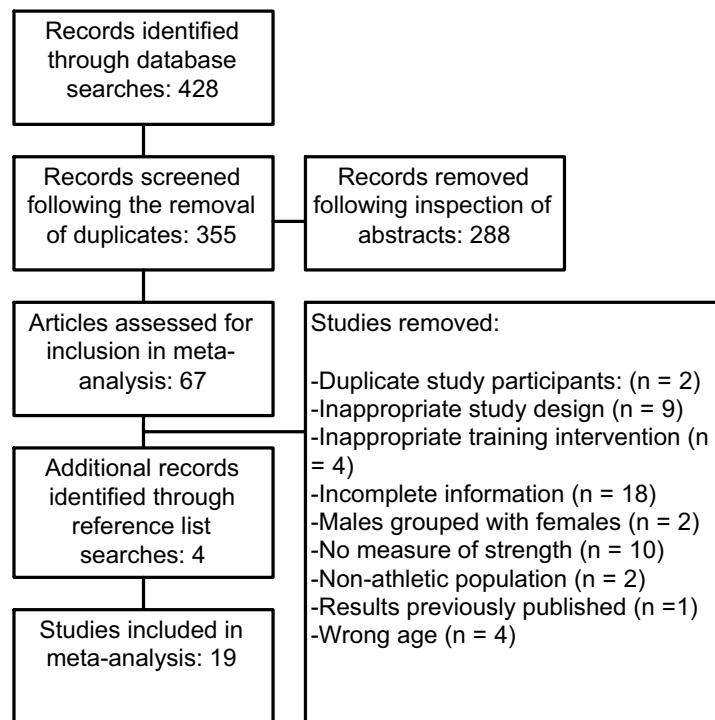 Records identified
through database
searches: 428
Records screened
following the removal
of duplicates: 355
Records removed
following inspection of
abstracts: 288
Articles assessed for
inclusion in meta-
analysis: 67
Studies removed:
-Duplicate study participants: (n = 2)
-Inappropriate study design (n = 9)
-Inappropriate training intervention (n
= 4)
-Incomplete information (n = 18)
-Males grouped with females (n = 2)
-No measure of strength (n = 10)
-Non-athletic population (n = 2)
-Results previously published (n =1)
-Wrong age (n = 4)
Additional records
identified through
reference list
searches: 4
Studies included in
meta-analysis: 19